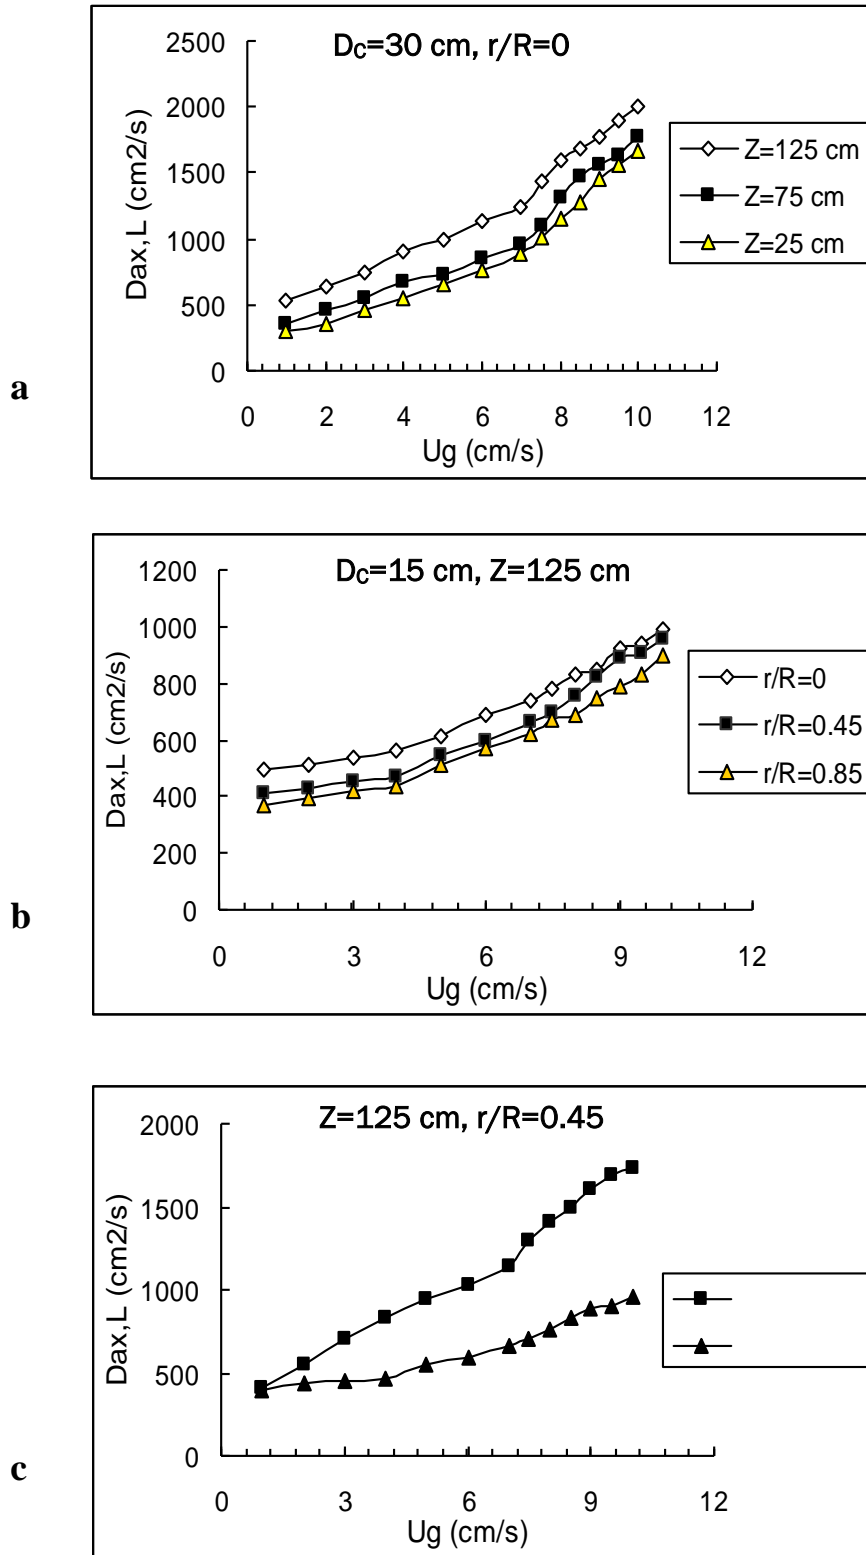 D_C=30 cm, r/R=0
2500
2000
1500
1000
500
0
Dax,L (cm2/s)
0 2 4 6 8 10 12
Ug (cm/s)
Z=125 cm
Z=75 cm
Z=25 cm
a
D_C=15 cm, Z=125 cm
1200
1000
800
600
400
200
0
Dax,L (cm2/s)
0 3 6 9 12
Ug (cm/s)
r/R=0
r/R=0.45
r/R=0.85
b
Z=125 cm, r/R=0.45
2000
1500
1000
500
0
Dax,L (cm2/s)
0 3 6 9 12
Ug (cm/s)
c